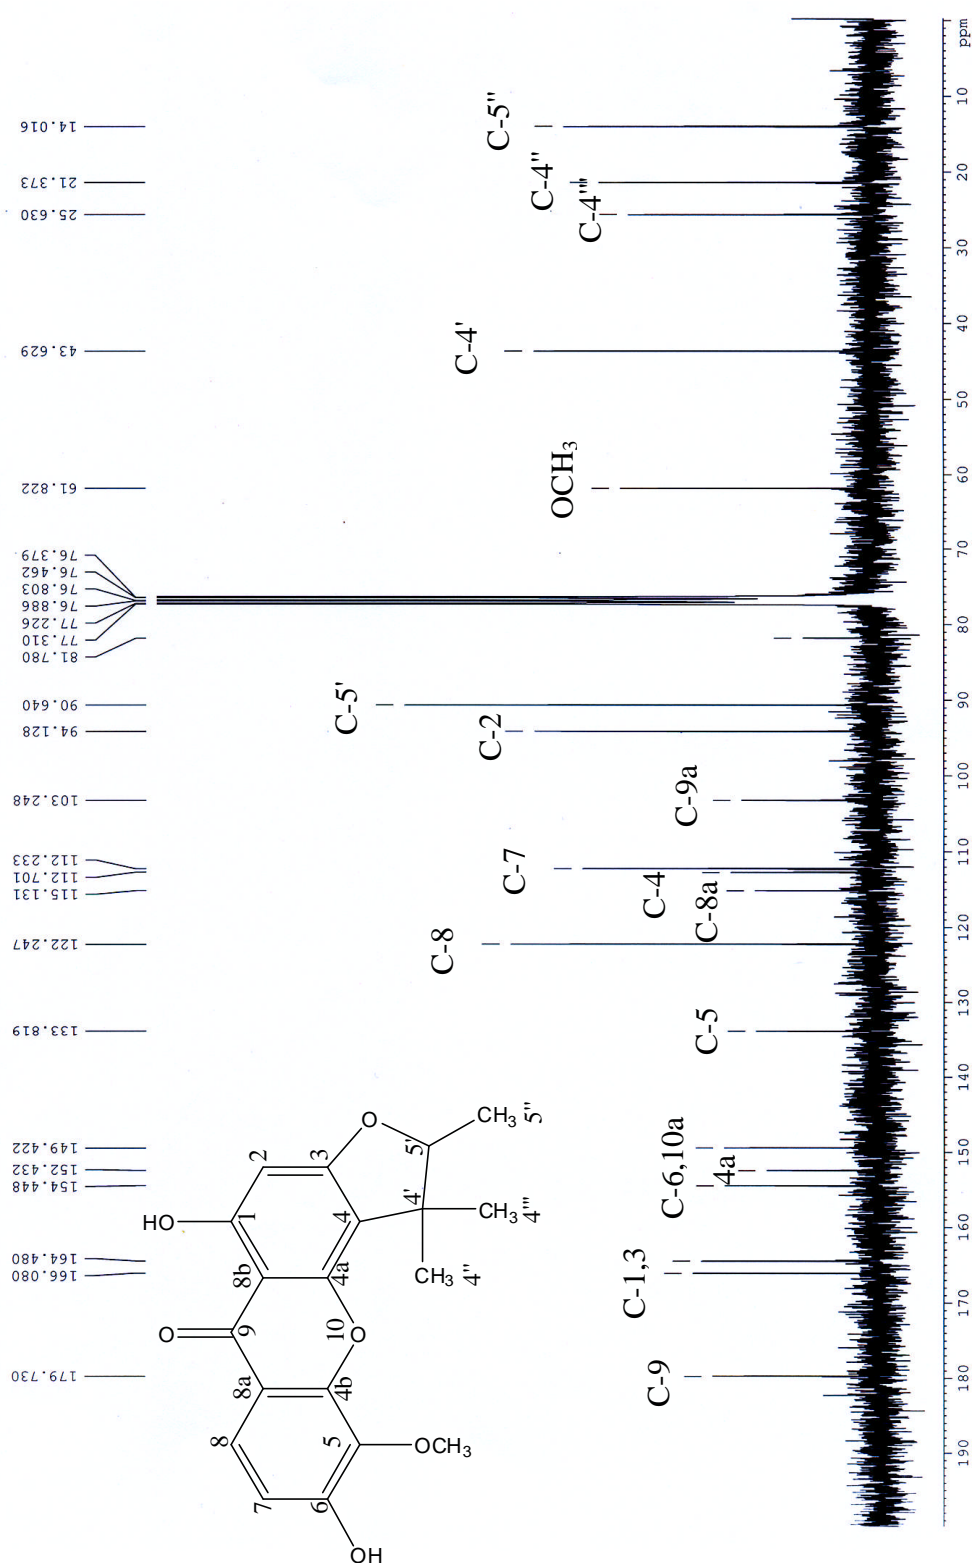 14.016
21.373
25.630
43.629
61.822
76.379
76.462
76.803
76.886
77.226
77.310
81.780
90.640
94.128
103.248
112.233
112.701
115.131
122.247
133.819
149.422
152.432
154.448
164.480
166.080
179.730
C-5"
C-4"
C-4"'
C-4'
OCH3
C-5'
C-2
C-9a
C-7
C-4
C-8a
C-8
C-5
C-6,10a
4a
C-1,3
C-9
O
HO
1
2
3
O
5'
CH3 5"
4
4'
CH3
4"'
CH3
4"
8b
4a
9
10
O
8a
4b
8
5
OCH3
7
6
OH
ppm
10
20
30
40
50
60
70
80
90
100
110
120
130
140
150
160
170
180
190